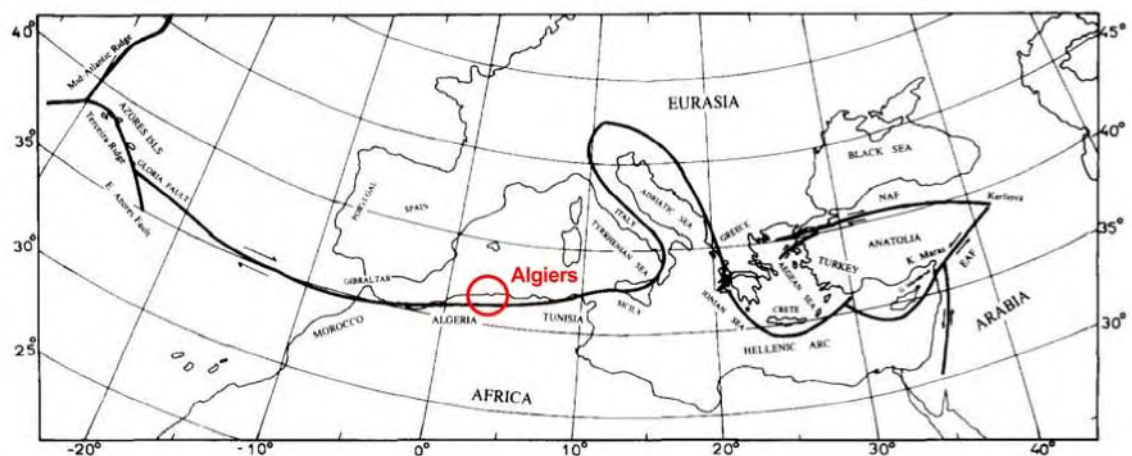 40°
45°
Mid-Atlantic Ridge
35°
AZORES ISLS
Terceira Ridge
GLORIA FAULT
E. Azores Fault
EURASIA
40°
BLACK SEA
PORTUGAL
SPAIN
ADRIATIC SEA
ITALY
TYRRHENIAN SEA
GREECE
NAF
Karliova
35°
ANATOLIA
30°
GIBRALTAR
Algiers
AEGEAN SEA
TURKEY
K. Maras
EAF
IONIAN SEA
SICILY
CRETE
ARABIA
MOROCCO
ALGERIA
TUNISIA
HELLENIC ARC
30°
25°
AFRICA
-20°
-10°
0°
10°
20°
30°
40°